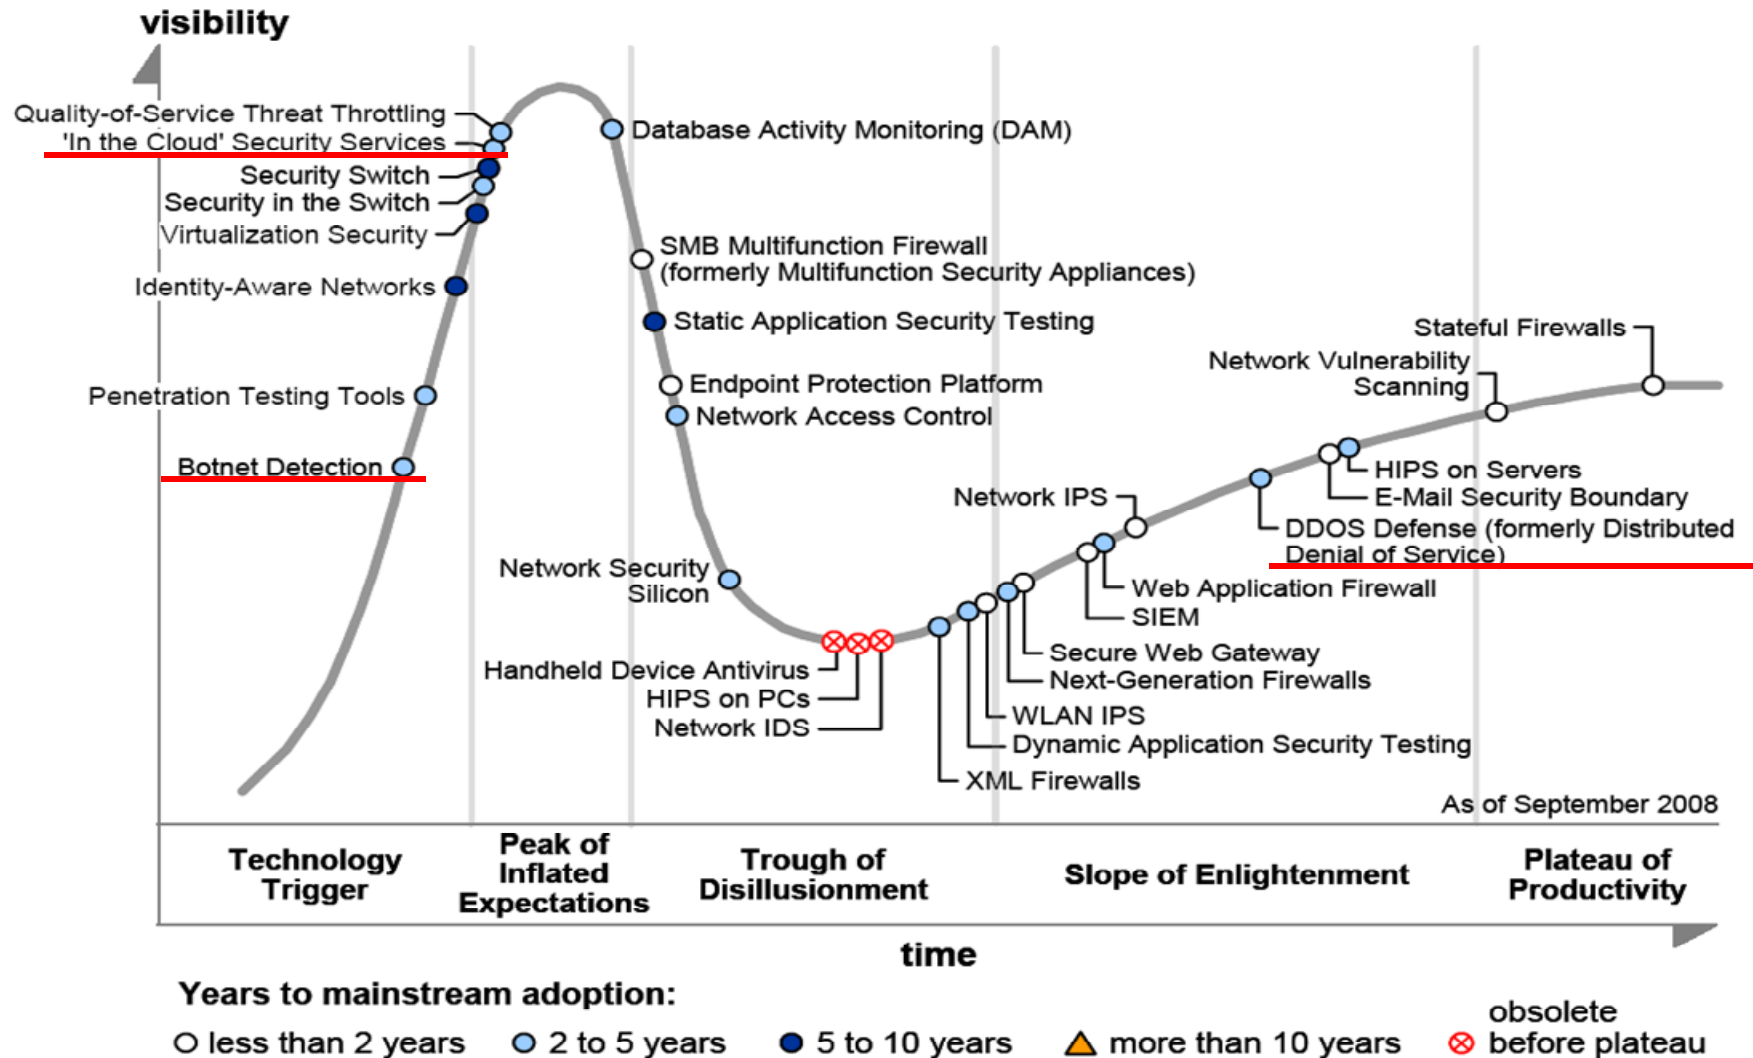 visibility
Quality-of-Service Threat Throttling
'In the Cloud' Security Services
Security Switch
Security in the Switch
Virtualization Security
Identity-Aware Networks
Penetration Testing Tools
Botnet Detection
Database Activity Monitoring (DAM)
SMB Multifunction Firewall
(formerly Multifunction Security Appliances)
Static Application Security Testing
Endpoint Protection Platform
Network Access Control
Network Security
Silicon
Handheld Device Antivirus
HIPS on PCs
Network IDS
XML Firewalls
Dynamic Application Security Testing
WLAN IPS
Next-Generation Firewalls
Secure Web Gateway
SIEM
Web Application Firewall
Network IPS
DDOS Defense (formerly Distributed
Denial of Service)
E-Mail Security Boundary
HIPS on Servers
Network Vulnerability
Scanning
Stateful Firewalls
As of September 2008
Technology
Trigger
Peak of
Inflated
Expectations
Trough of
Disillusionment
Slope of Enlightenment
Plateau of
Productivity
time
Years to mainstream adoption:
less than 2 years
2 to 5 years
5 to 10 years
more than 10 years
obsolete
before plateau